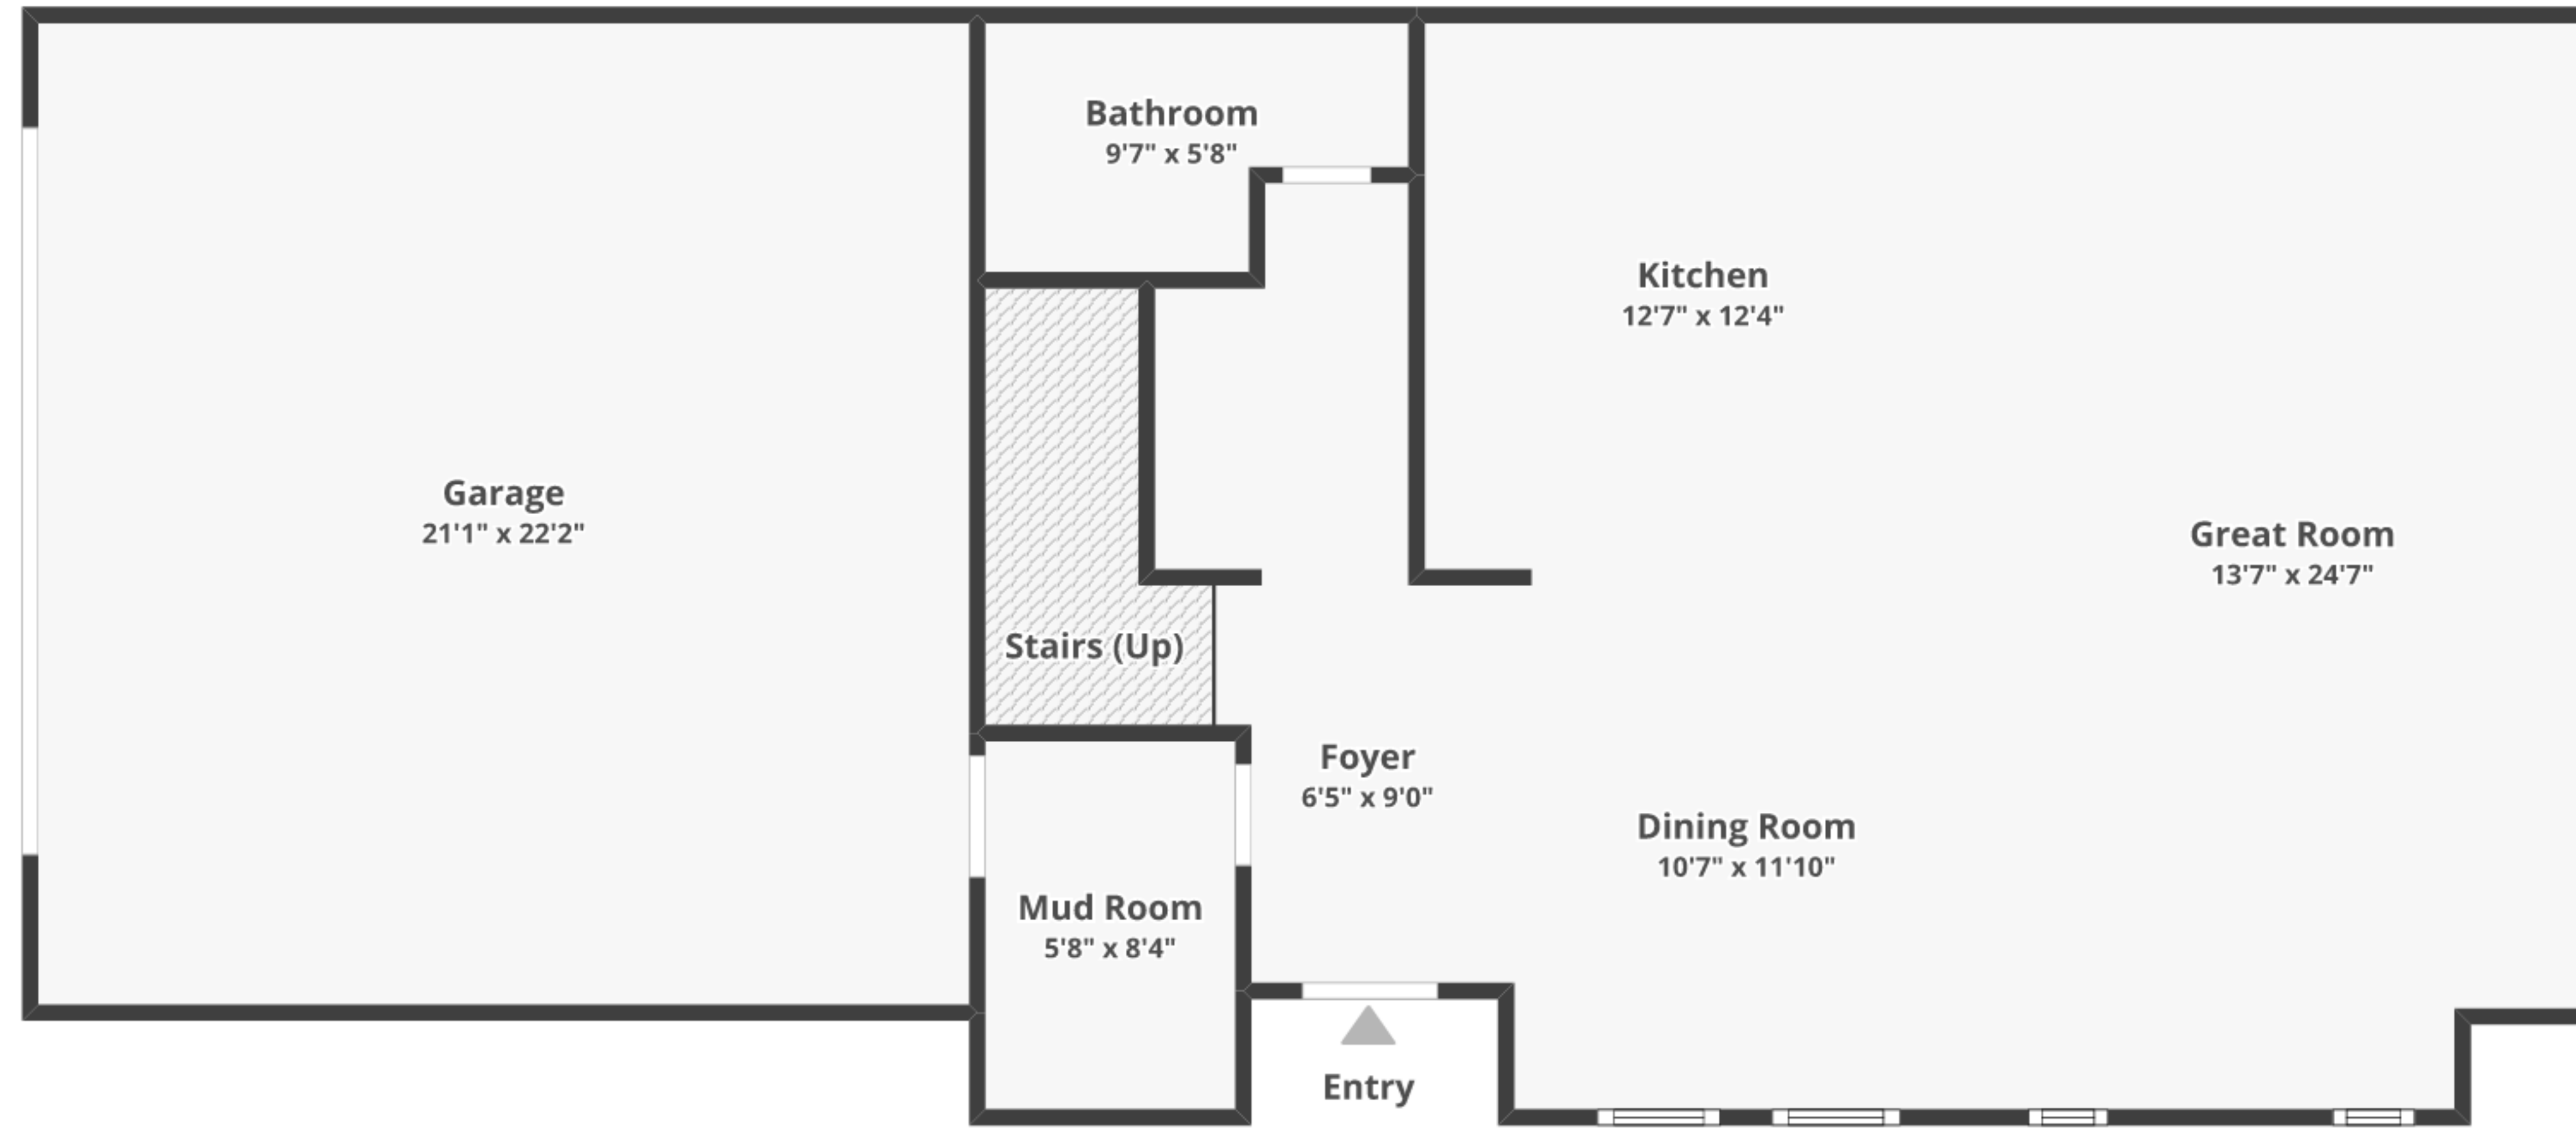 Bathroom
9'7" x 5'8"
Kitchen
12'7" x 12'4"
Garage
21'1" x 22'2"
Great Room
13'7" x 24'7"
Stairs (Up)
Foyer
6'5" x 9'0"
Dining Room
10'7" x 11'10"
Mud Room
5'8" x 8'4"
Entry